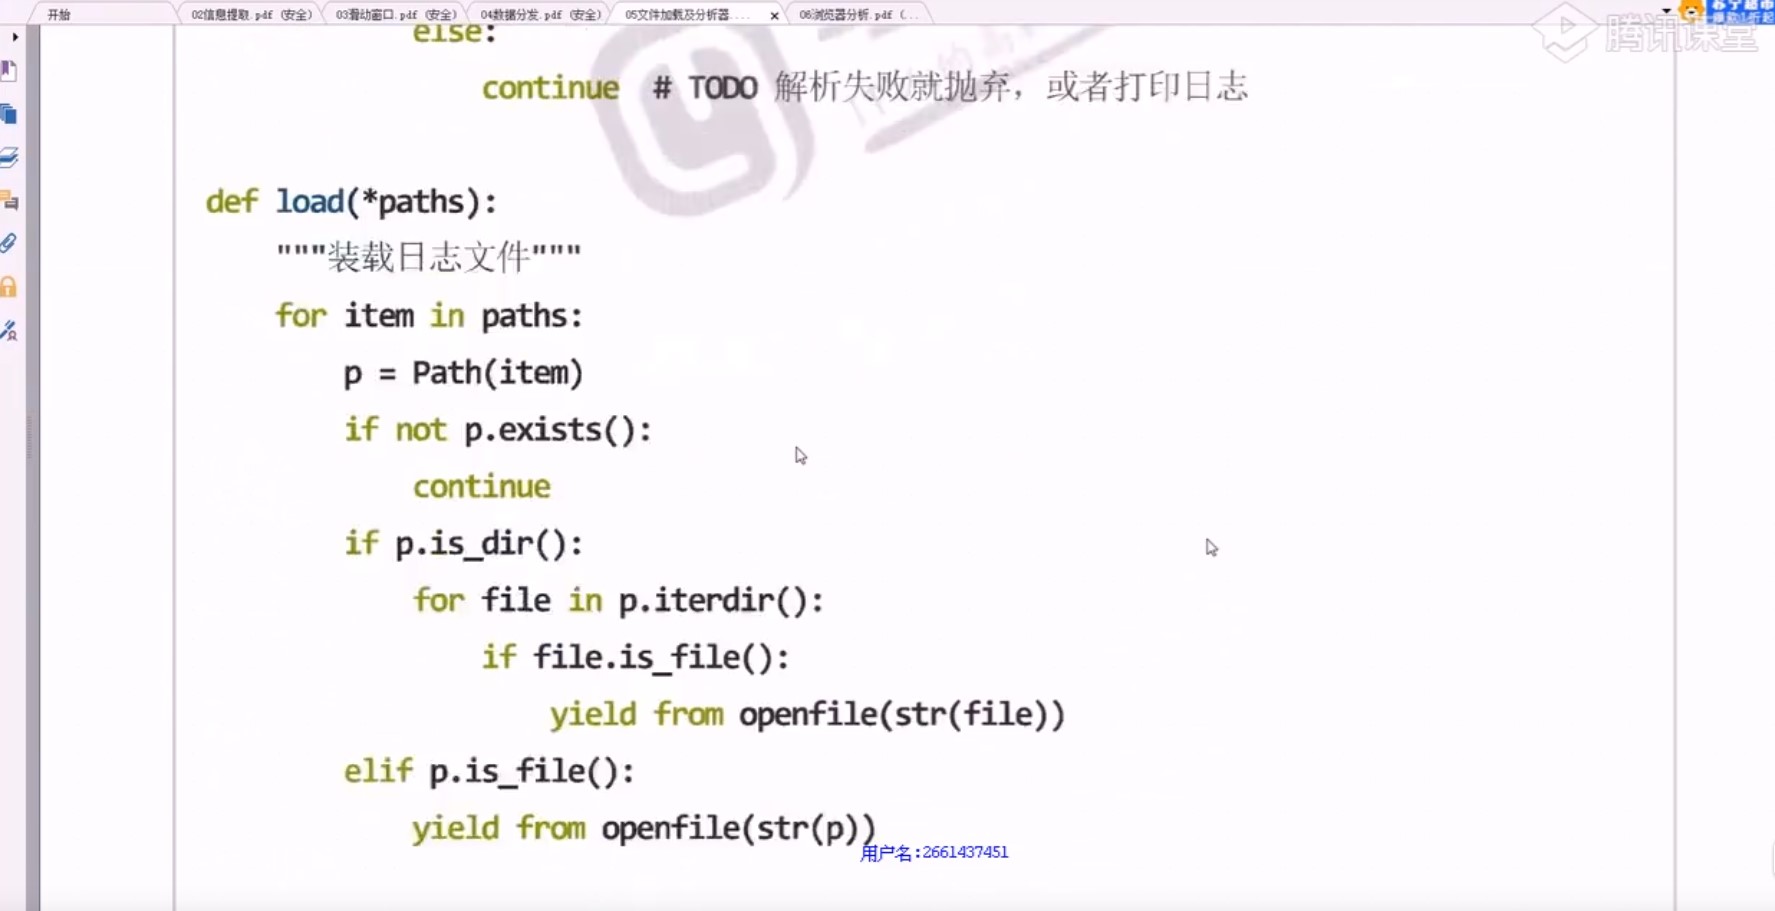 开始
02信息提取.pdf (安全)
03滑动窗口.pdf (安全)
04数据分发.pdf (安全)
05文件加载及分析器....
06浏览器分析.pdf (...
腾讯课堂
else:
continue # TODO 解析失败就抛弃，或者打印日志
def load(*paths):
"""装载日志文件"""
for item in paths:
p = Path(item)
if not p.exists():
continue
if p.is_dir():
for file in p.iterdir():
if file.is_file():
yield from openfile(str(file))
elif p.is_file():
yield from openfile(str(p))
用户名:2661437451